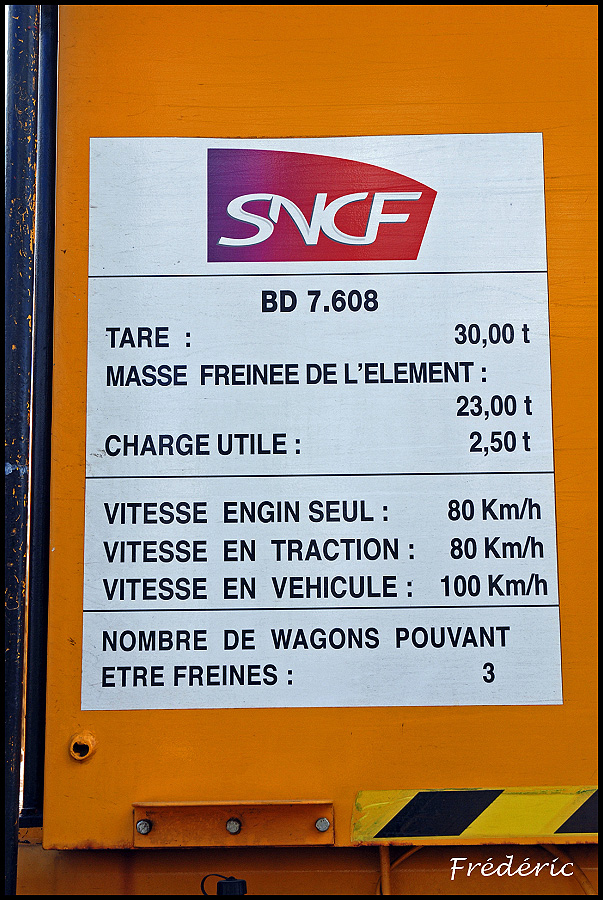 SNCF
BD 7.608
TARE : 30,00 t
MASSE FREINEE DE L'ELEMENT :
23,00 t
CHARGE UTILE : 2,50 t
VITESSE ENGIN SEUL : 80 Km/h
VITESSE EN TRACTION : 80 Km/h
VITESSE EN VEHICULE : 100 Km/h
NOMBRE DE WAGONS POUVANT
ETRE FREINES : 3
Frédéric